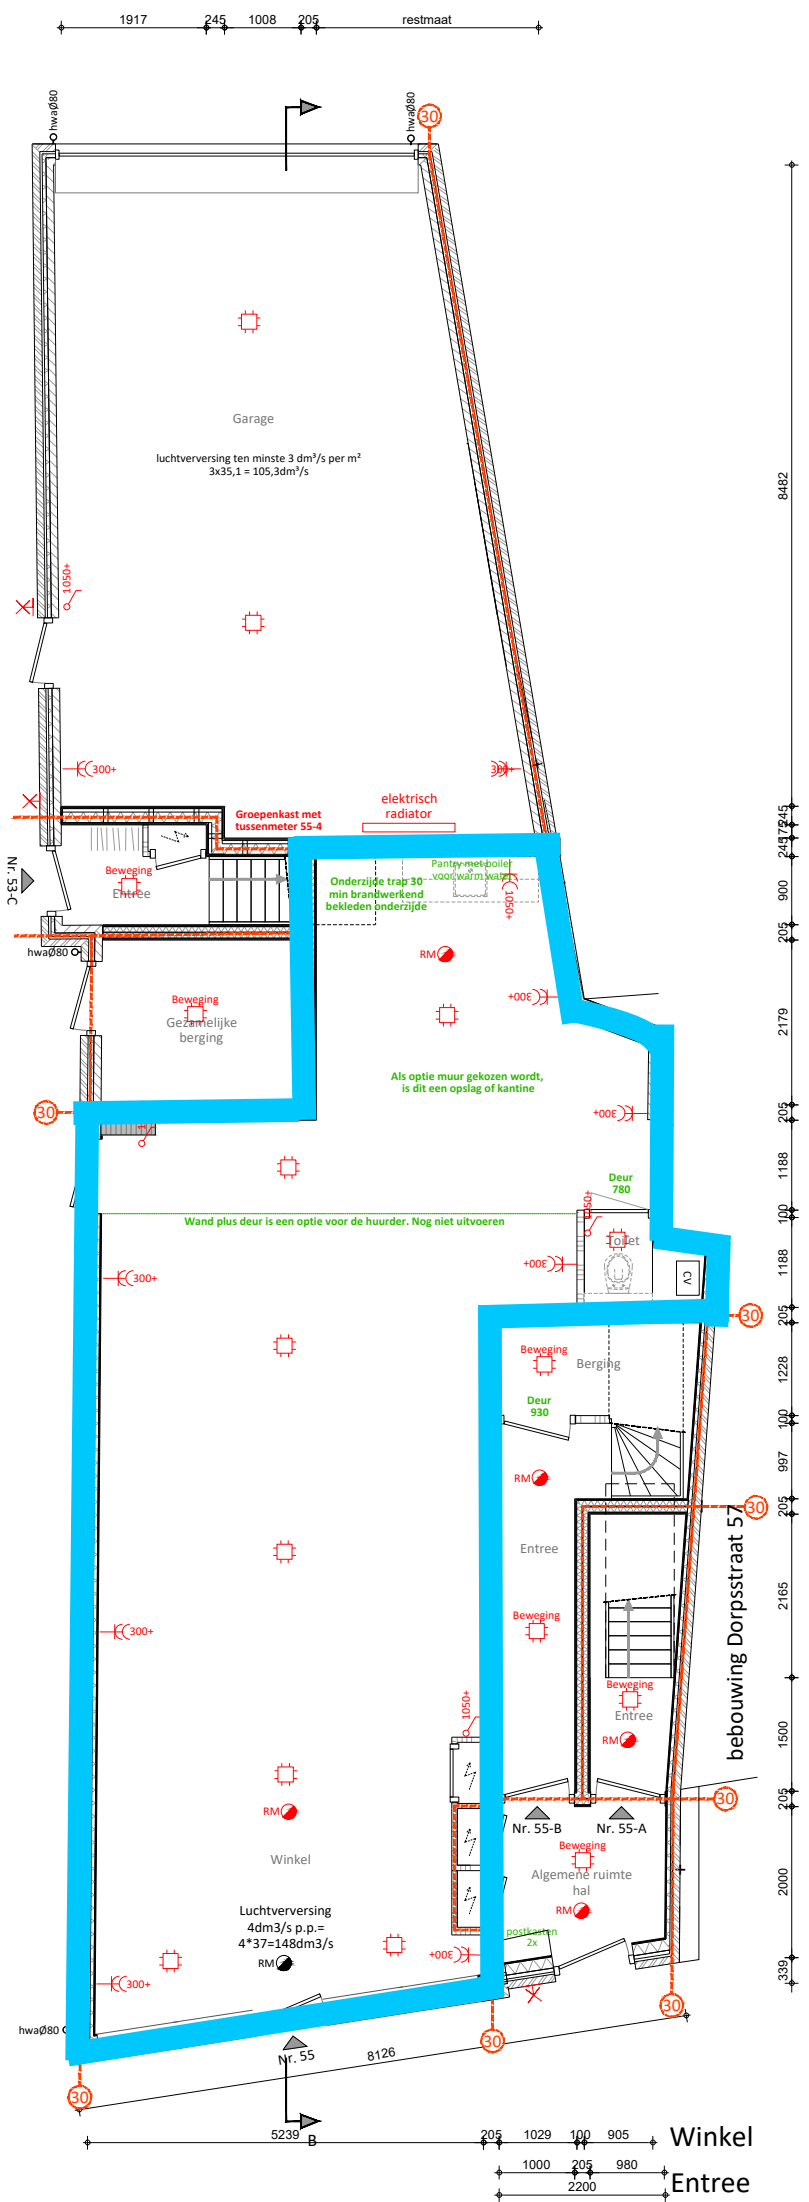 1917
245
1008
205
restmaat
hwaØ80
hwaØ80
30
Garage
luchtverversing ten minste 3 dm³/s per m²
3x35,1 = 105,3dm³/s
8482
1050+
300+
300+
elektrisch
radiator
Groepenkast met
tussenmeter 55-4
245
245
Nr. 53-C
Beweging
Entree
Onderzijde trap 30
min brandwerkend
bekleden onderzijde
Pantry met boiler
voor warm water
1050+
900
205
hwaØ80
RM
300+
Beweging
Gezamelijke
berging
2179
Als optie muur gekozen wordt,
is dit een opslag of kantine
30
300+
205
1188
Deur
780
Wand plus deur is een optie voor de huurder. Nog niet uitvoeren
100
Toilet
300+
300+
CV
1188
205
30
Beweging
Berging
1228
Deur
930
100
RM
997
205
30
bebouwing Dorpsstraat 57
Entree
2165
300+
Beweging
Beweging
Entree
1050+
RM
1500
RM
30
205
Nr. 55-B
Nr. 55-A
Winkel
Beweging
Algemene ruimte
hal
2000
Luchtverversing
4dm3/s p.p.=
4*37=148dm3/s
RM
RM
postkasten
2x
300+
300+
339
hwaØ80
30
30
30
Nr. 55
8126
B
5239
205
1029
100
905
Winkel
1000
205
980
Entree
2200